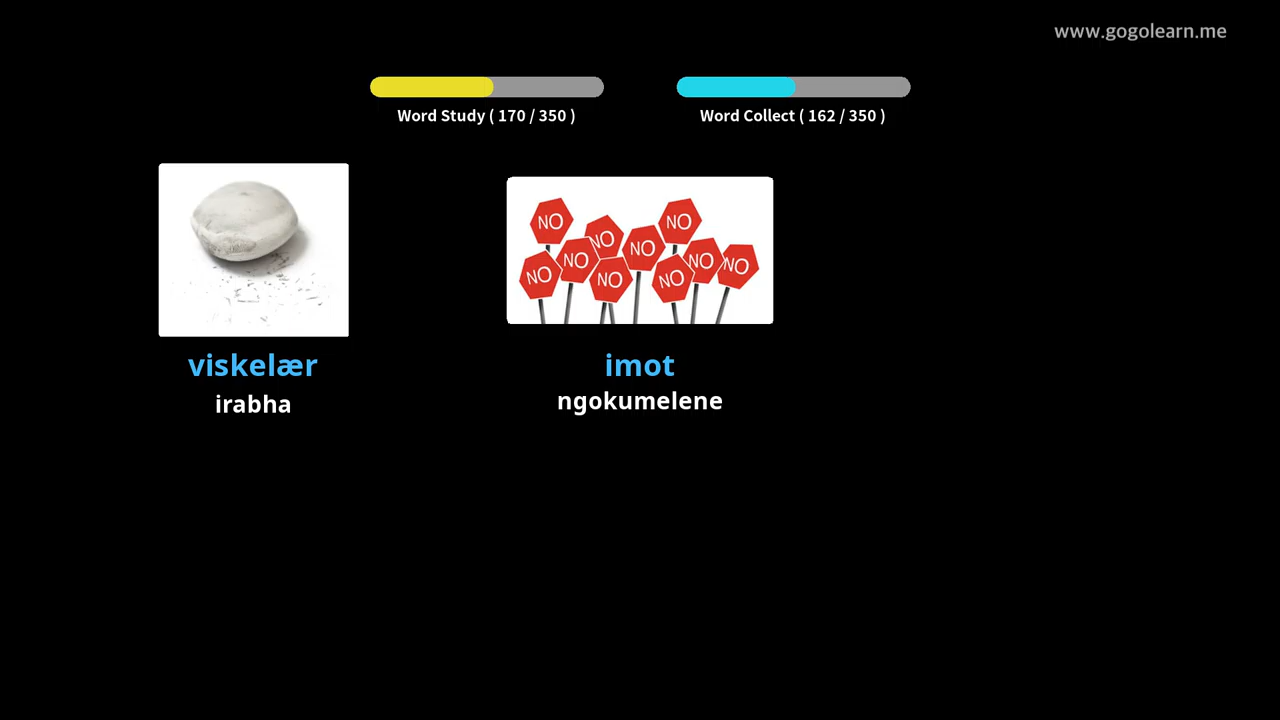 www.gogolearn.me
Word Study ( 170 / 350 )
Word Collect ( 162 / 350 )
NO
NO
NO
NO
NO
NO
NO
NO
NO
NO
viskelær
irabha
imot
ngokumelene